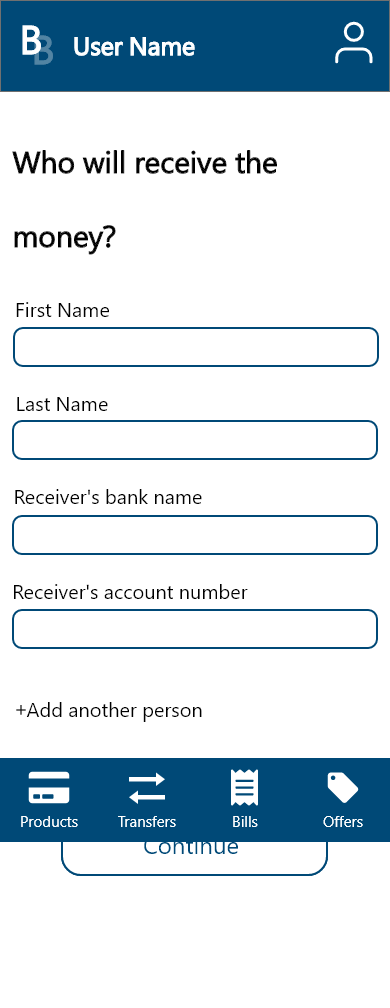 BB User Name
Who will receive the
money?
First Name
Last Name
Receiver's bank name
Receiver's account number
+Add another person
Products Transfers Bills Offers
Continue